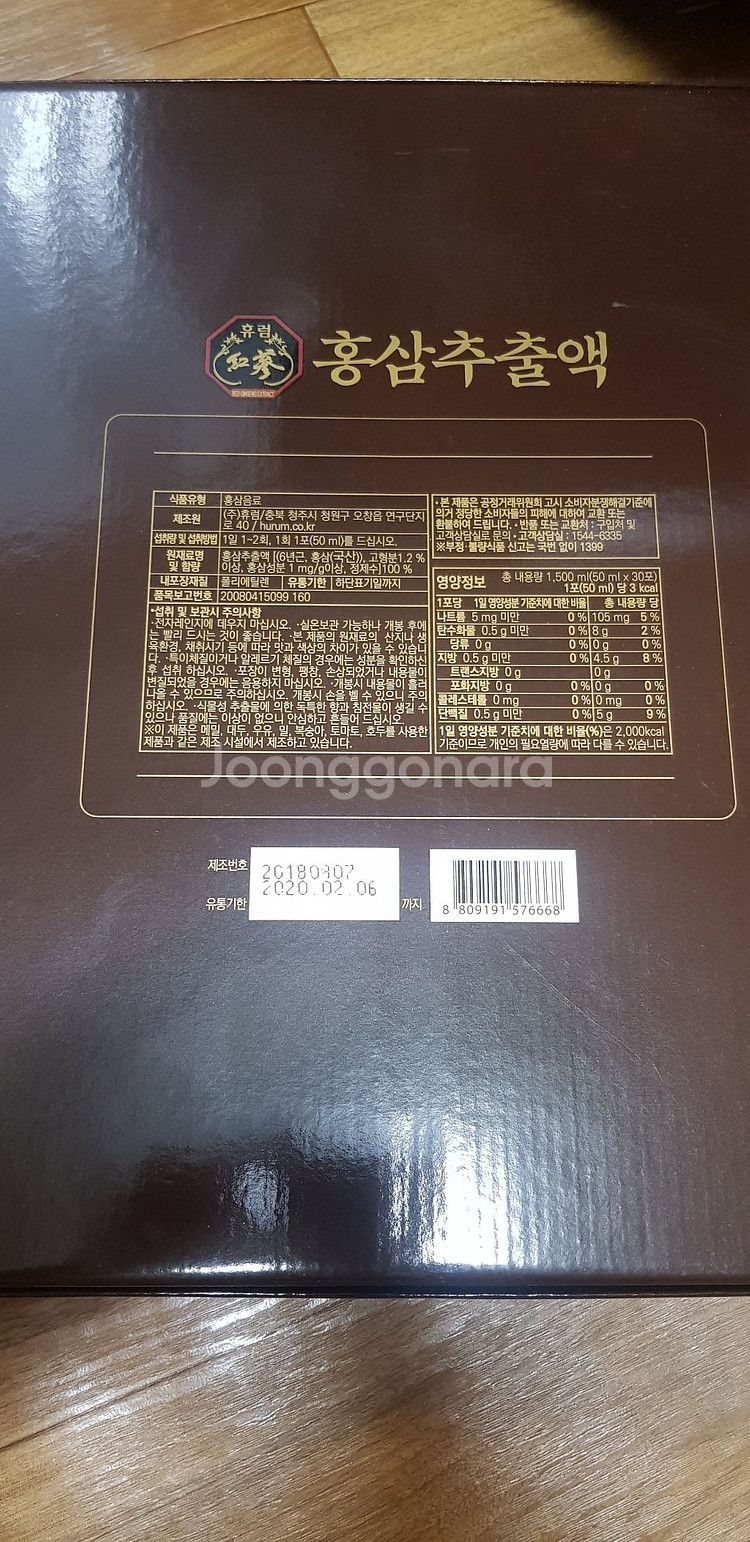 휴럼
紅蔘
RED GINSENG EXTRACT
홍삼추출액
식품유형 홍삼음료
제조원 (주)휴럼/충북 청주시 청원구 오창읍 연구단지
로 40 / hurum.co.kr
섭취량 및 섭취방법 1일 1~2회, 1회 1포(50 ml)를 드십시오.
원재료명 및 함량 홍삼추출액 [(6년근, 홍삼(국산)), 고형분1.2 %
이상, 홍삼성분 1 mg/g이상, 정제수]100 %
내포장재질 폴리에틸렌 유통기한 하단표기일까지
품목보고번호 20080415099 160
*섭취 및 보관시 주의사항
·전자레인지에 데우지 마십시오. ·실온보관 가능하나 개봉 후에
는 빨리 드시는 것이 좋습니다. ·본 제품의 원재료의 산지나 생
육환경, 채취시기 등에 따라 맛과 색상의 차이가 있을 수 있습니
다. ·특이체질이거나 알레르기 체질의 경우에는 성분을 확인하신
후 섭취 하십시오. ·포장이 변형, 팽창, 손상되었거나 내용물이
변질되었을 경우에는 음용하지 마십시오. ·개봉시 내용물이 흘러
나올 수 있으므로 주의하십시오. 개봉시 손을 벨 수 있으니 주의
하십시오. ·식물성 추출물에 의한 독특한 향과 침전물이 생길 수
있으나 품질에는 이상이 없으니 안심하고 흔들어 드십시오.
※이 제품은 메밀, 대두, 우유, 밀, 복숭아, 토마토, 호두를 사용한
제품과 같은 제조 시설에서 제조하고 있습니다.
·본 제품은 공정거래위원회 고시 소비자분쟁해결기준에
의거 정당한 소비자들의 피해에 대하여 교환 또는
환불하여 드립니다. ·반품 또는 교환처 : 구입처 및
고객상담실로 문의 ·고객상담실 : 1544-6335
※부정·불량식품 신고는 국번 없이 1399
영양정보 총 내용량 1,500 ml(50 ml x 30포)
1포(50 ml) 당 3 kcal
1포당 1일 영양성분 기준치에 대한 비율 총 내용량 당
나트륨 5 mg 미만 0 % 105 mg 5 %
탄수화물 0.5 g 미만 0 % 8 g 2 %
당류 0 g 0 % 0 g 0 %
지방 0.5 g 미만 0 % 4.5 g 8 %
트랜스지방 0 g 0 g
포화지방 0 g 0 % 0 g 0 %
콜레스테롤 0 mg 0 % 0 mg 0 %
단백질 0.5 g 미만 0 % 5 g 9 %
1일 영양성분 기준치에 대한 비율(%)은 2,000kcal
기준이므로 개인의 필요열량에 따라 다를 수 있습니다.
Joonggonara
제조번호 20180807
유통기한 2020.02.06 까지
8 809191 576668